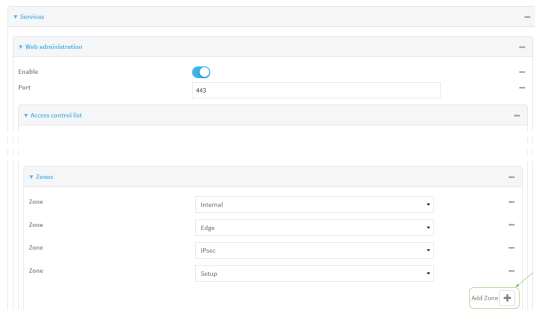 Services
Web administration
Enable
Port 443
Access control list
Zones
Zone Internal
Zone Edge
Zone IPsec
Zone Setup
Add Zone